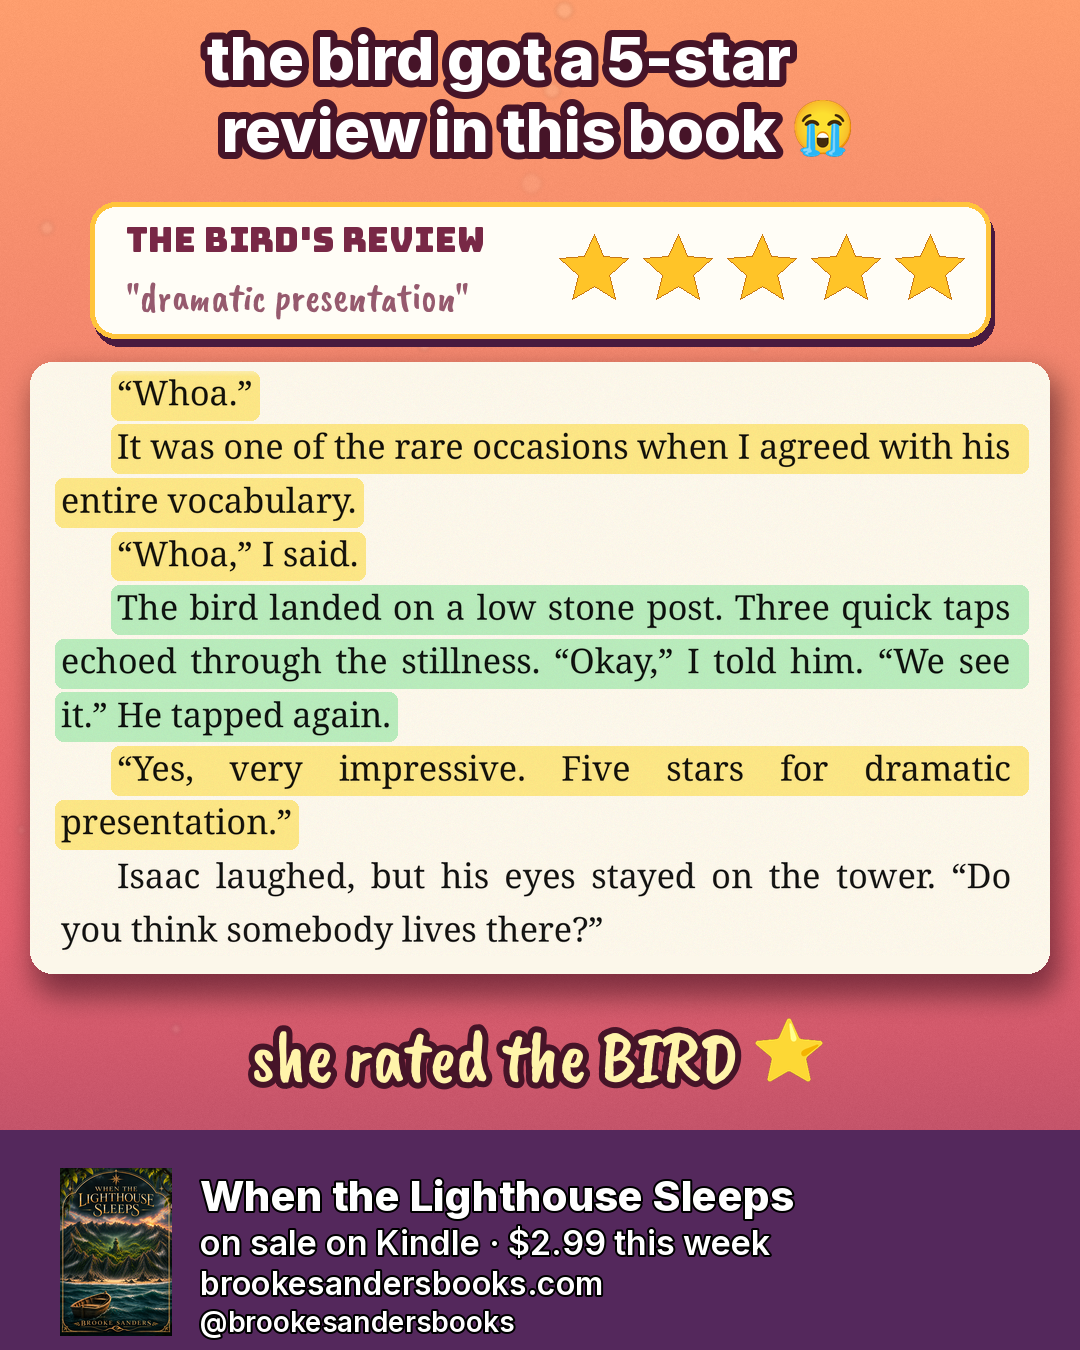 the bird got a 5-star
review in this book 😭
THE BIRD'S REVIEW
"dramatic presentation"
“Whoa.”
It was one of the rare occasions when I agreed with his
entire vocabulary.
“Whoa,” I said.
The bird landed on a low stone post. Three quick taps
echoed through the stillness. “Okay,” I told him. “We see
it.” He tapped again.
“Yes, very impressive. Five stars for dramatic
presentation.”
Isaac laughed, but his eyes stayed on the tower. “Do
you think somebody lives there?”
she rated the BIRD ⭐
WHEN THE
LIGHTHOUSE
SLEEPS
BROOKE SANDERS
When the Lighthouse Sleeps
on sale on Kindle · $2.99 this week
brookesandersbooks.com
@brookesandersbooks